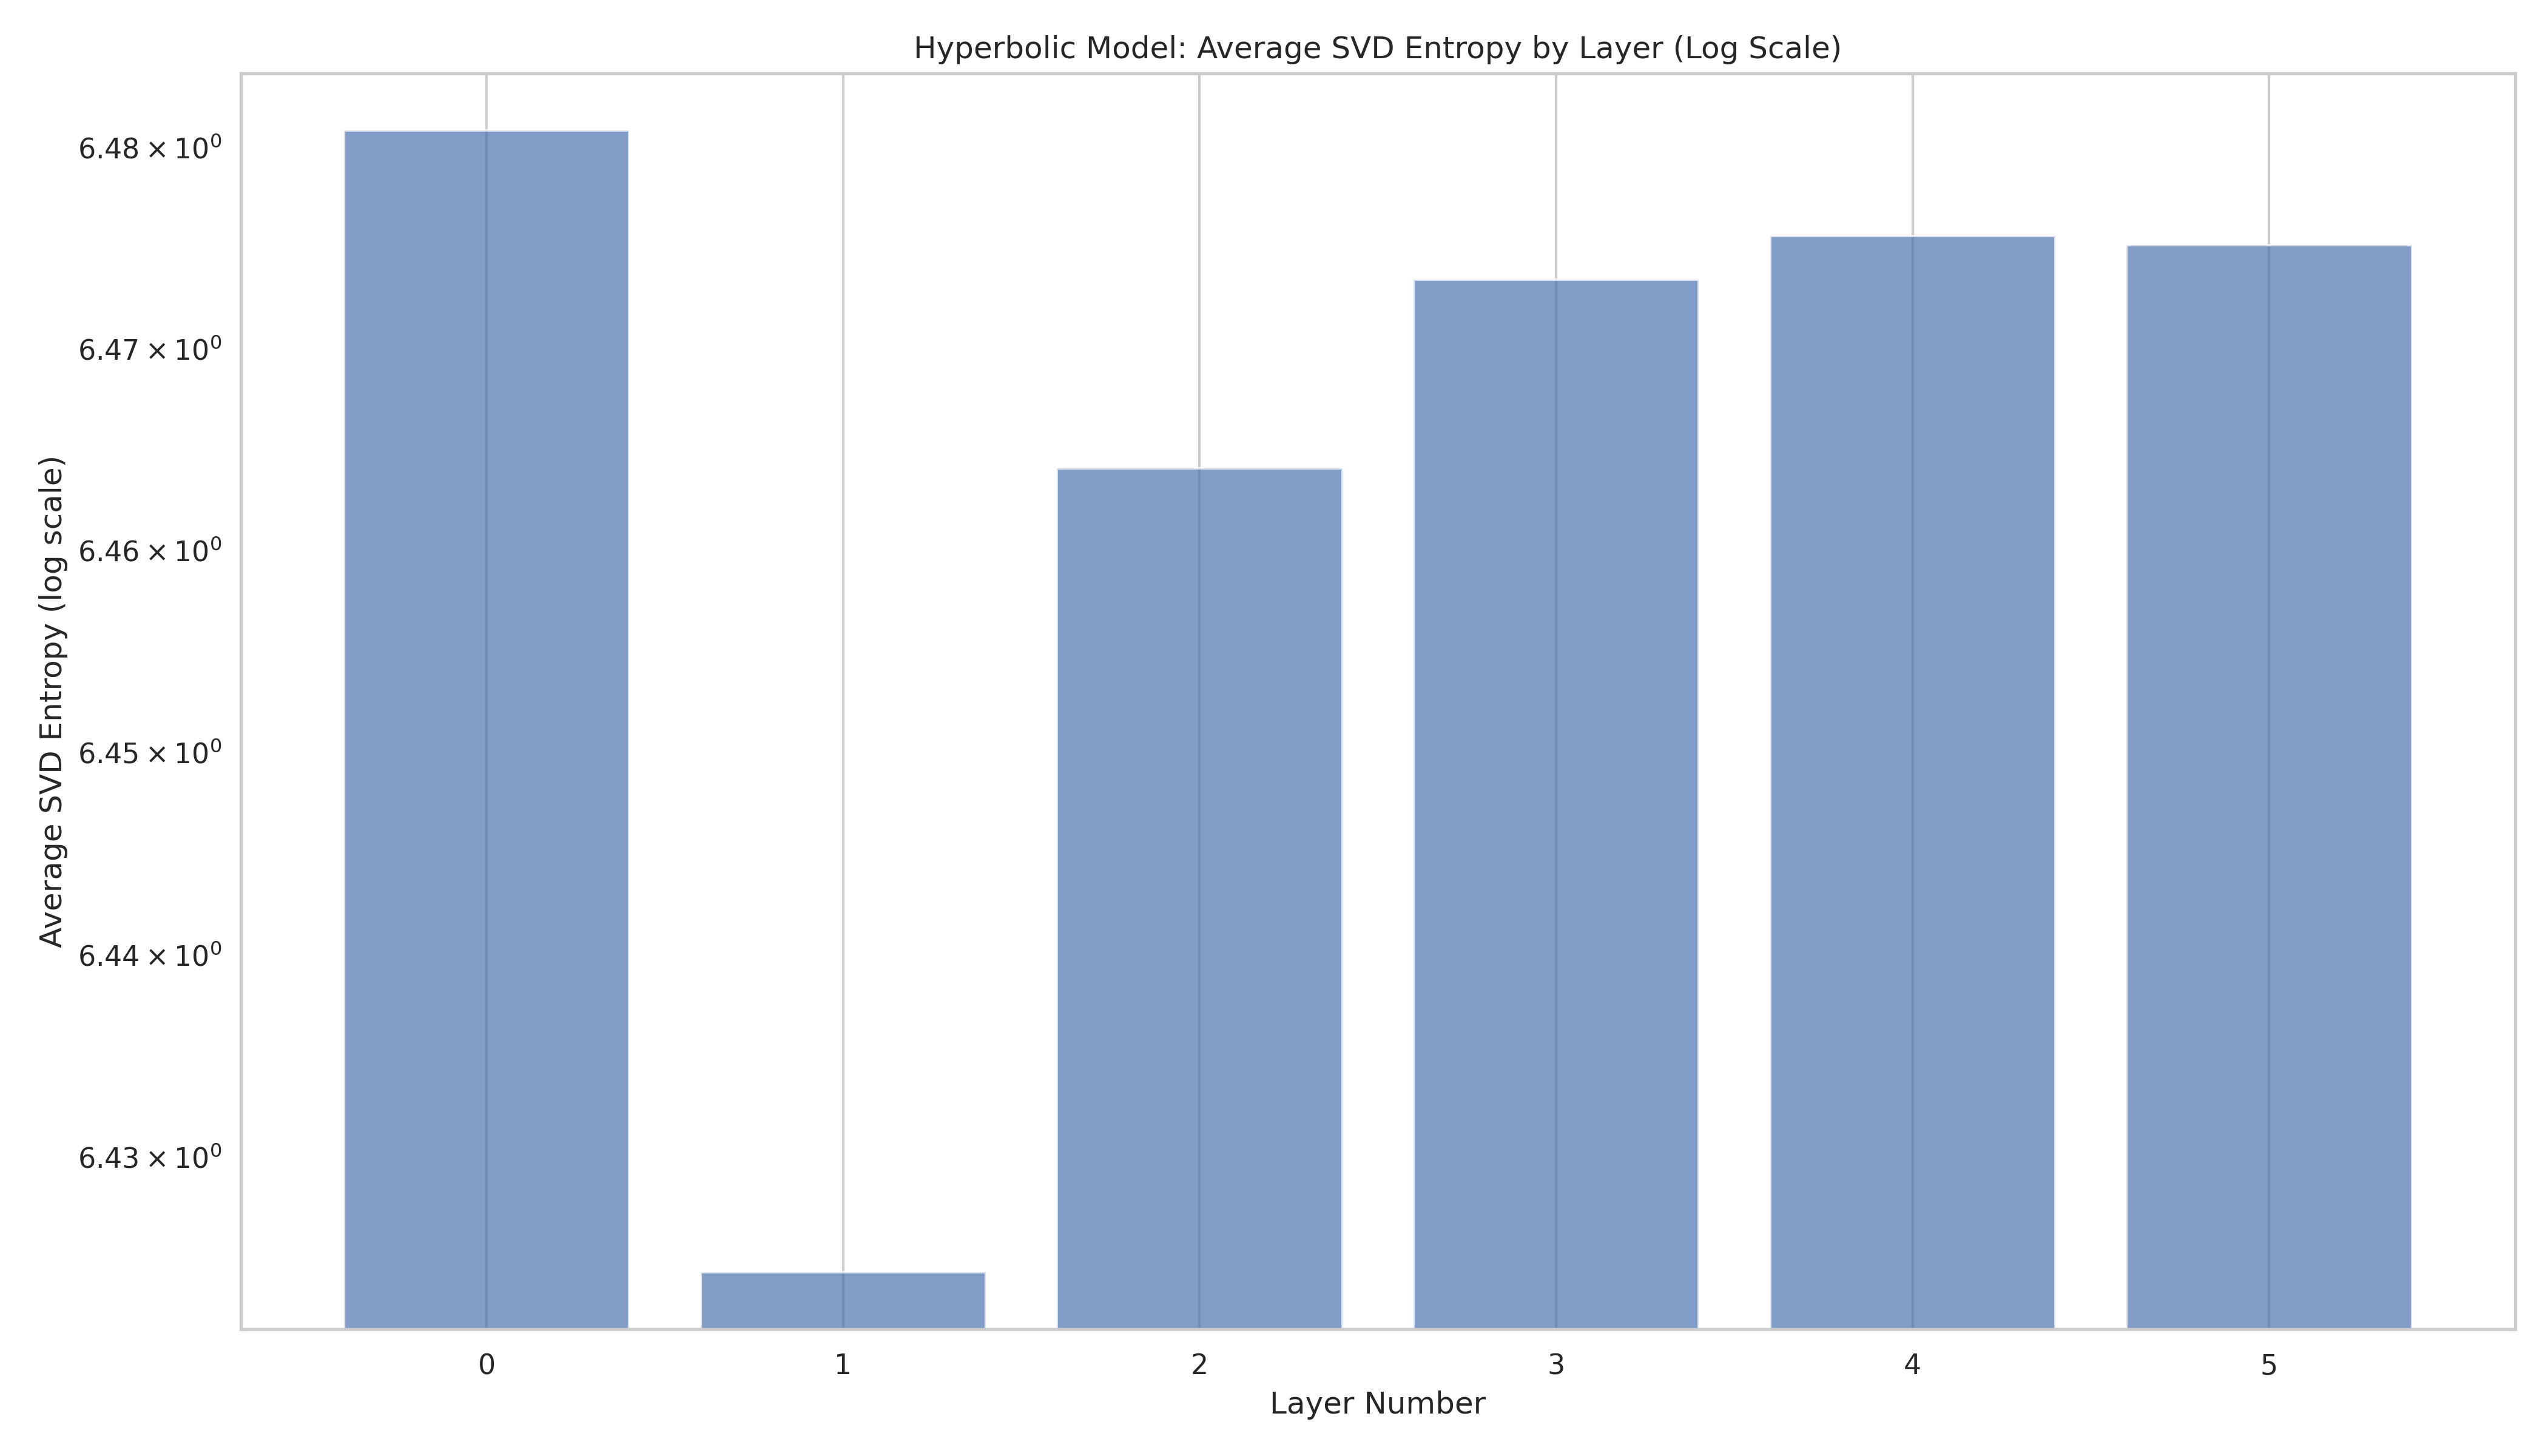 Hyperbolic Model: Average SVD Entropy by Layer (Log Scale)
Average SVD Entropy (log scale)
6.48 × 10⁰
6.47 × 10⁰
6.46 × 10⁰
6.45 × 10⁰
6.44 × 10⁰
6.43 × 10⁰
0 1 2 3 4 5
Layer Number